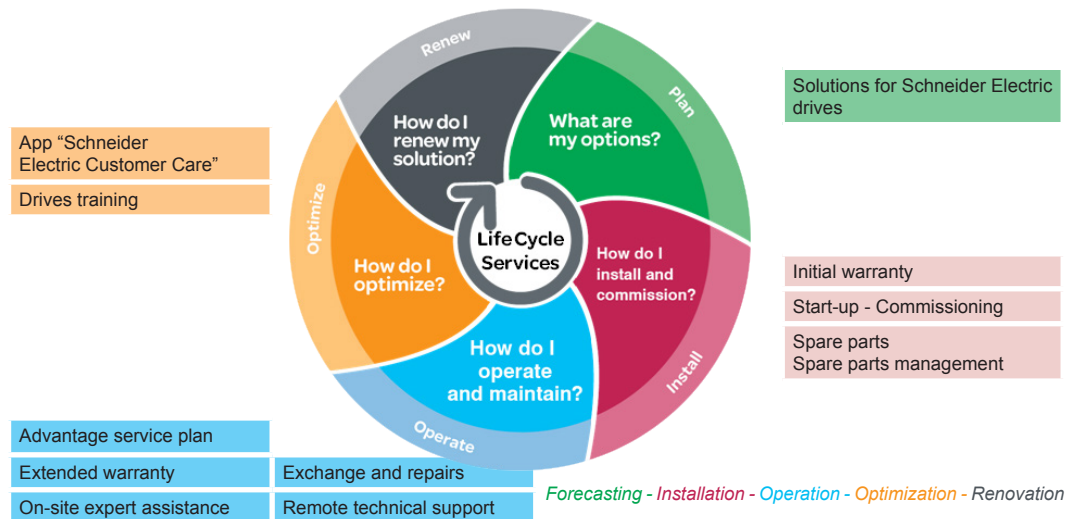 Renew
Plan
How do I
renew my
solution?
What are
my options?
Solutions for Schneider Electric
drives
App “Schneider
Electric Customer Care”
Drives training
Optimize
How do I
optimize?
Life Cycle
Services
How do I
install and
commission?
Install
Initial warranty
Start-up - Commissioning
Spare parts
Spare parts management
How do I
operate
and maintain?
Operate
Advantage service plan
Extended warranty
Exchange and repairs
On-site expert assistance
Remote technical support
Forecasting - Installation - Operation - Optimization - Renovation